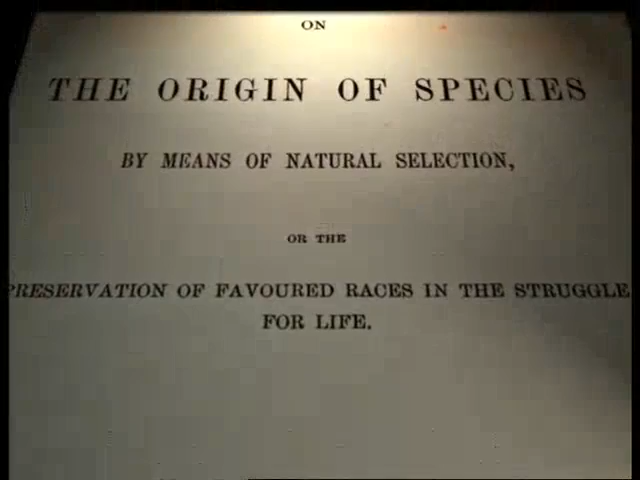 ON
THE ORIGIN OF SPECIES
BY MEANS OF NATURAL SELECTION,
OR THE
PRESERVATION OF FAVOURED RACES IN THE STRUGGLE
FOR LIFE.